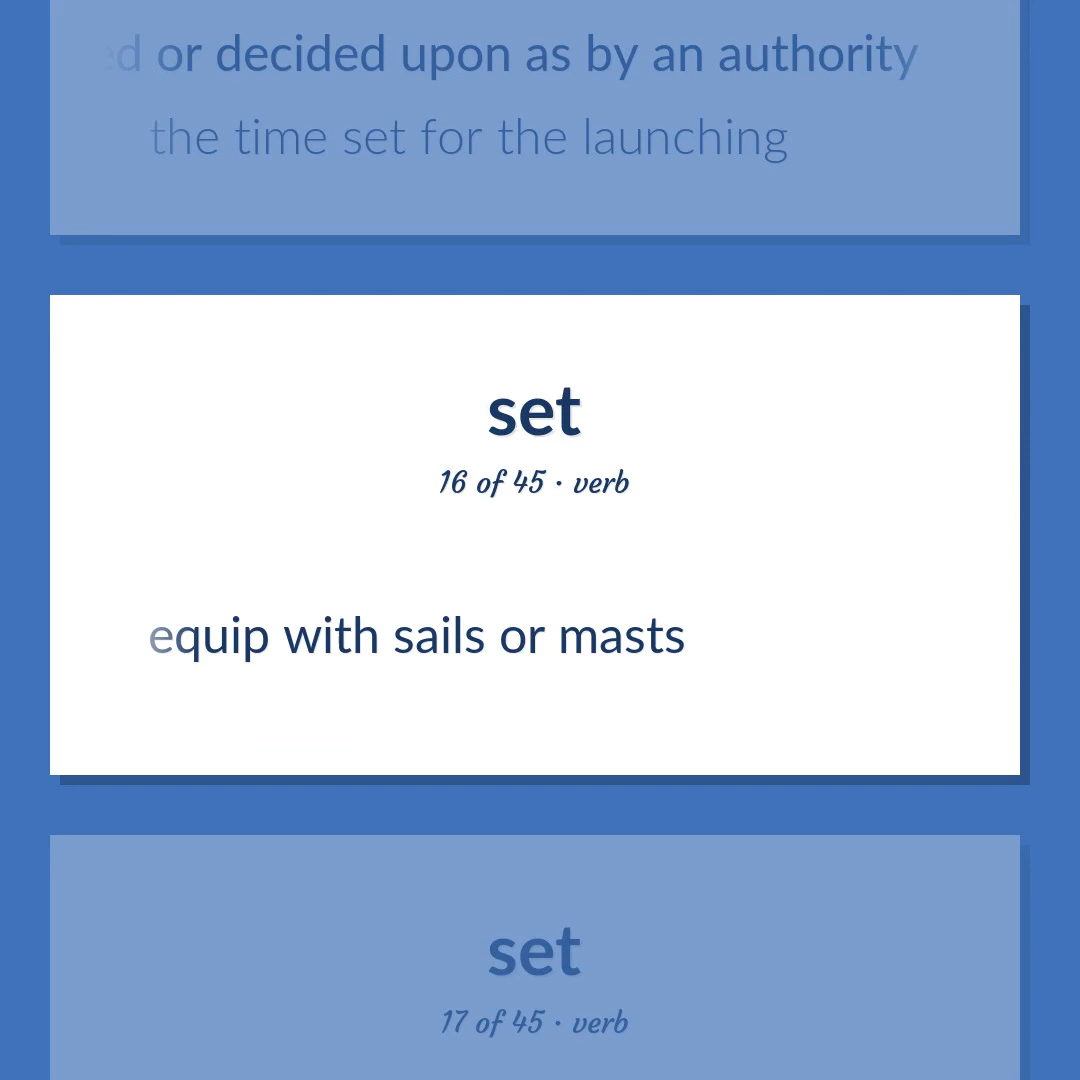 or decided upon as by an authority
the time set for the launching
set
16 of 45 · verb
equip with sails or masts
set
17 of 45 · verb